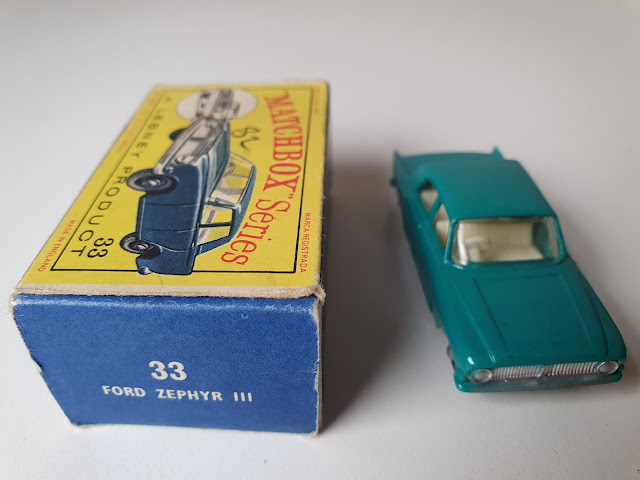 "MATCHBOX" Series
MARCA REGISTRADA
A LESNEY PRODUCT
33
MADE IN ENGLAND
33
FORD ZEPHYR III